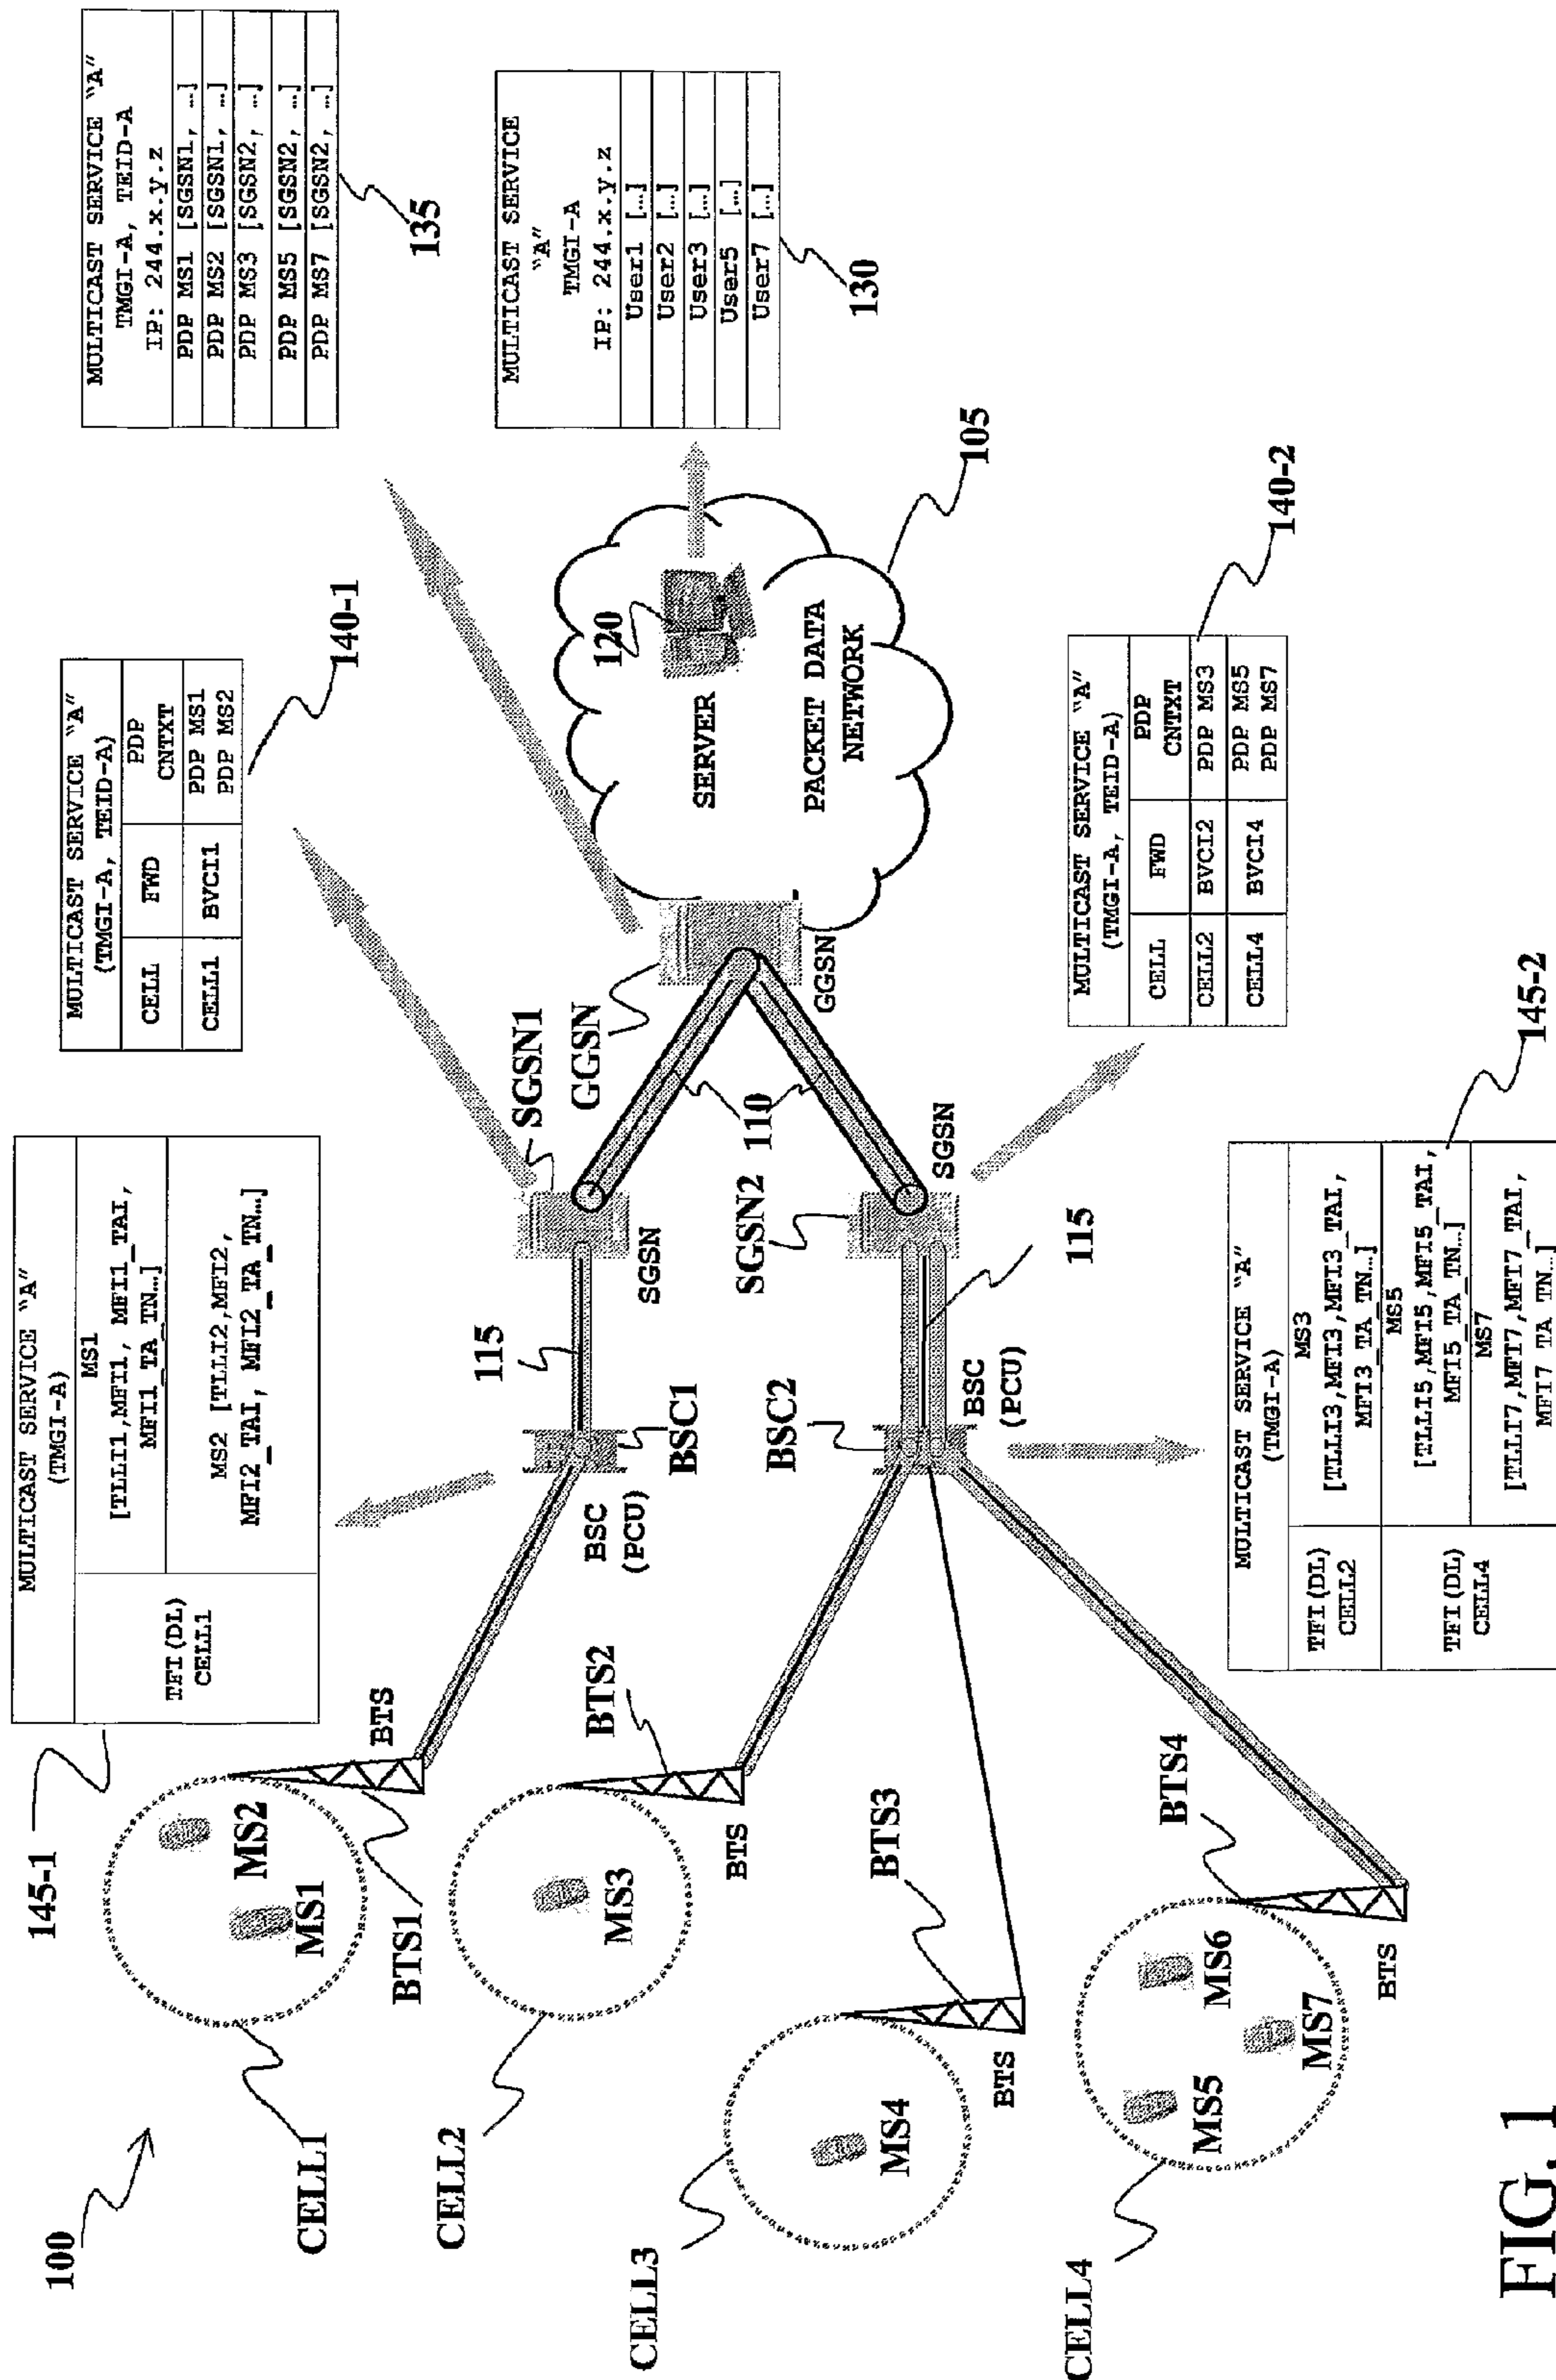 100
145-1
MULTICAST SERVICE "A"
(TMGI-A)
TFI(DL)
CELL1
MS1
[TLLI1,MFI1, MFI1_TAI,
MFI1_TA_TN…]
MS2 [TLLI2,MFI2,
MFI2_TAI, MFI2_TA_TN…]
MULTICAST SERVICE "A"
(TMGI-A, TEID-A)
CELL
FWD
PDP
CNTXT
CELL1
BVCI1
PDP MS1
PDP MS2
140-1
MULTICAST SERVICE "A"
TMGI-A, TEID-A
IP: 244.x.y.z
PDP MS1 [SGSN1, …]
PDP MS2 [SGSN1, …]
PDP MS3 [SGSN2, …]
PDP MS5 [SGSN2, …]
PDP MS7 [SGSN2, …]
135
MULTICAST SERVICE
"A"
TMGI-A
IP: 244.x.y.z
User1 […]
User2 […]
User3 […]
User5 […]
User7 […]
130
CELL1
MS1
MS2
BTS1
BTS
CELL2
MS3
BTS2
BTS
CELL3
MS4
BTS3
BTS
CELL4
MS5
MS6
MS7
BTS4
BTS
BSC
(PCU)
BSC1
115
SGSN
SGSN1
BSC2
BSC
(PCU)
115
SGSN2
SGSN
110
GGSN
GGSN
SERVER
120
PACKET DATA
NETWORK
105
MULTICAST SERVICE "A"
(TMGI-A)
TFI(DL)
CELL2
MS3
[TLLI3,MFI3,MFI3_TAI,
MFI3_TA_TN…]
TFI(DL)
CELL4
MS5
[TLLI5,MFI5,MFI5_TAI,
MFI5_TA_TN…]
MS7
[TLLI7,MFI7,MFI7_TAI,
MFI7 TA TN…]
145-2
MULTICAST SERVICE "A"
(TMGI-A, TEID-A)
CELL
FWD
PDP
CNTXT
CELL2
BVCI2
PDP MS3
CELL4
BVCI4
PDP MS5
PDP MS7
140-2
FIG. 1